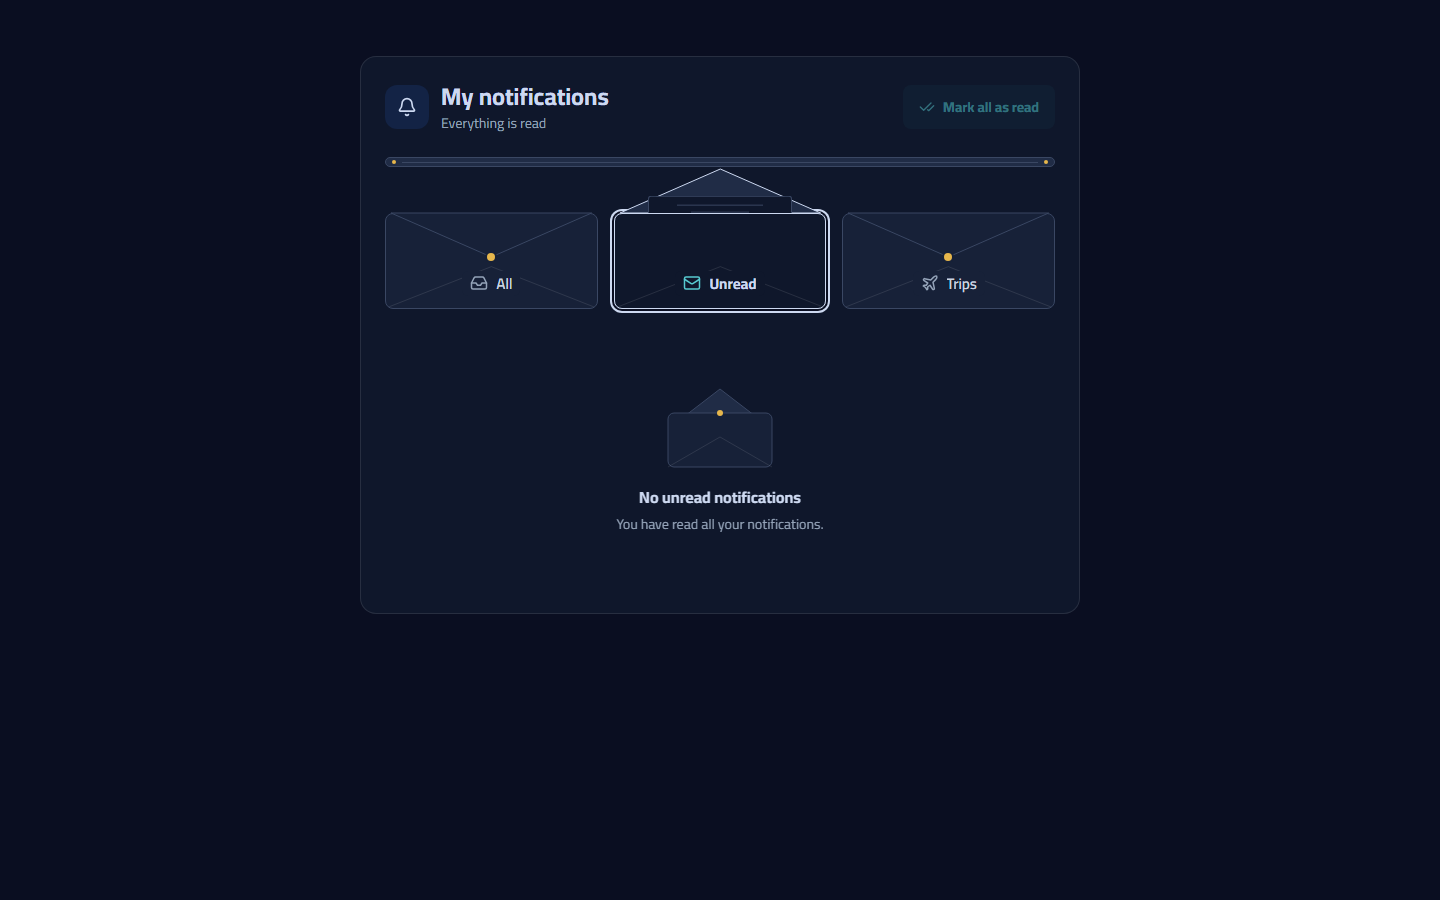 My notifications
Everything is read
Mark all as read
All
Unread
Trips
No unread notifications
You have read all your notifications.